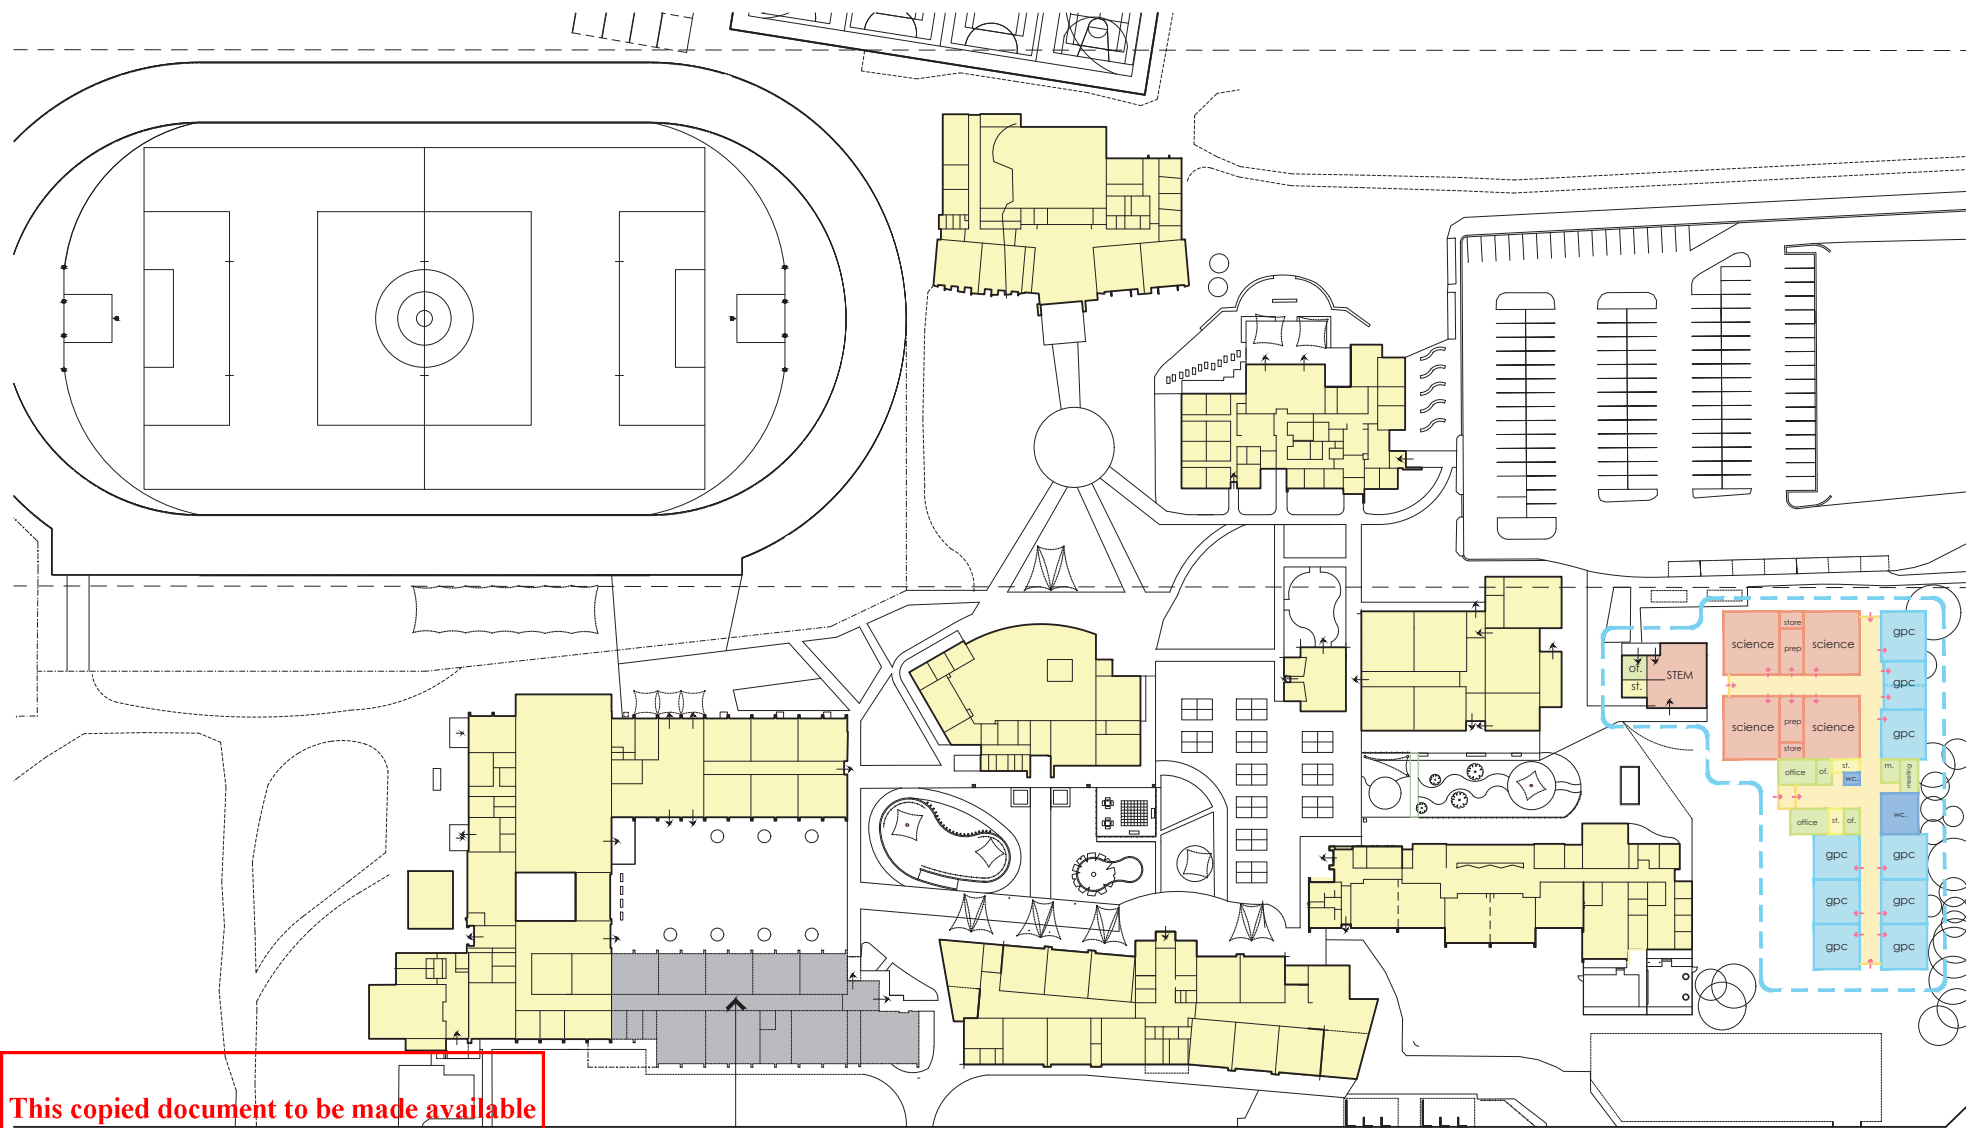 store
gpc
science prep science
of. STEM
gpc
st.
science prep science
gpc
store
office of. st. m. meeting
wc.
office st. of. wc.
gpc gpc
gpc gpc
gpc gpc
This copied document to be made available